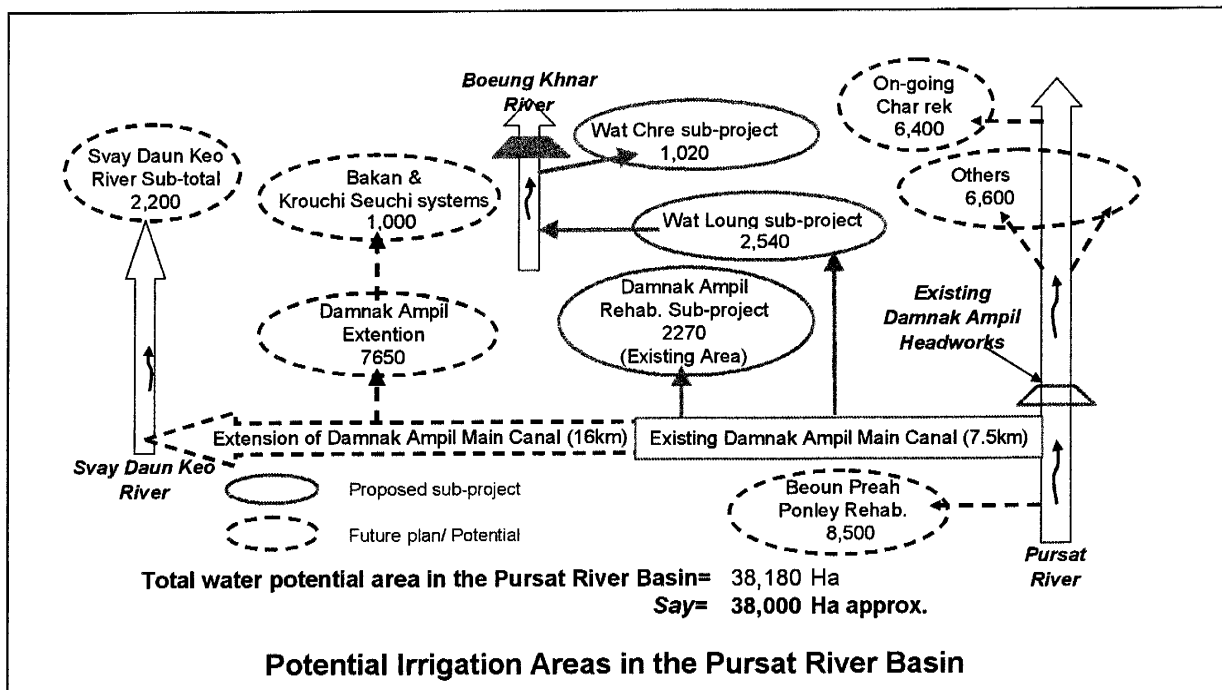 Boeung Khnar
River
On-going
Char rek
6,400
Wat Chre sub-project
1,020
Svay Daun Keo
River Sub-total
2,200
Bakan &
Krouchi Seuchi systems
1,000
Others
6,600
Wat Loung sub-project
2,540
Damnak Ampil
Extention
7650
Damnak Ampil
Rehab. Sub-project
2270
(Existing Area)
Existing
Damnak Ampil
Headworks
Extension of Damnak Ampil Main Canal (16km)
Existing Damnak Ampil Main Canal (7.5km)
Svay Daun Keo
River
Proposed sub-project
Future plan/ Potential
Beoun Preah
Ponley Rehab.
8,500
Pursat
River
Total water potential area in the Pursat River Basin= 38,180 Ha
Say= 38,000 Ha approx.
Potential Irrigation Areas in the Pursat River Basin